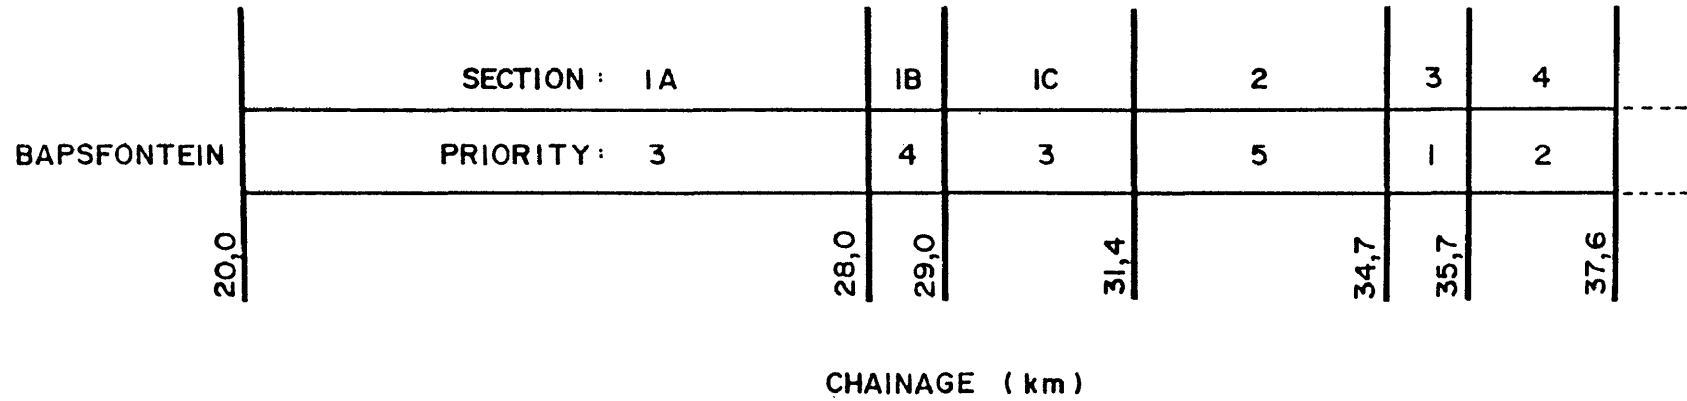 SECTION: 1A 1B 1C 2 3 4
BAPSFONTEIN PRIORITY: 3 4 3 5 1 2
20,0 28,0 29,0 31,4 34,7 35,7 37,6
CHAINAGE (km)